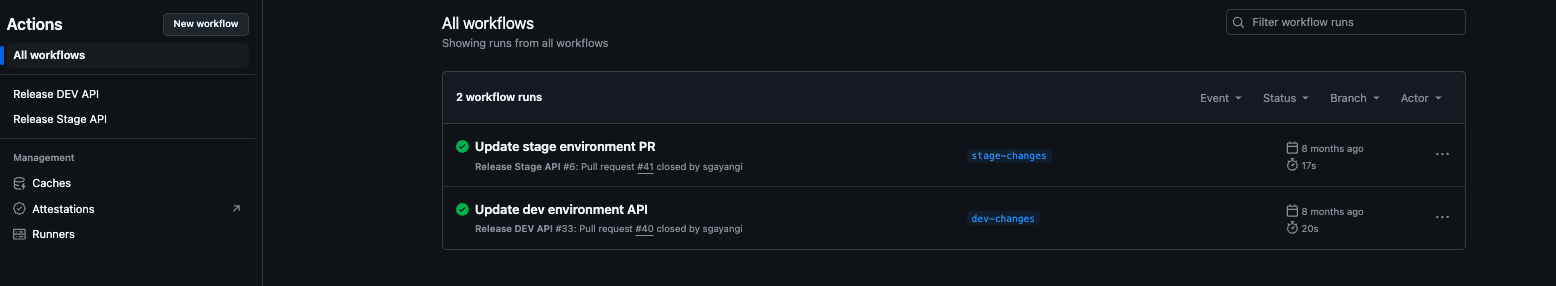 Actions
New workflow
All workflows
Release DEV API
Release Stage API
Management
Caches
Attestations
Runners
All workflows
Showing runs from all workflows
Filter workflow runs
2 workflow runs
Event
Status
Branch
Actor
Update stage environment PR
Release Stage API #6: Pull request #41 closed by sgayangi
stage-changes
8 months ago
17s
Update dev environment API
Release DEV API #33: Pull request #40 closed by sgayangi
dev-changes
8 months ago
20s